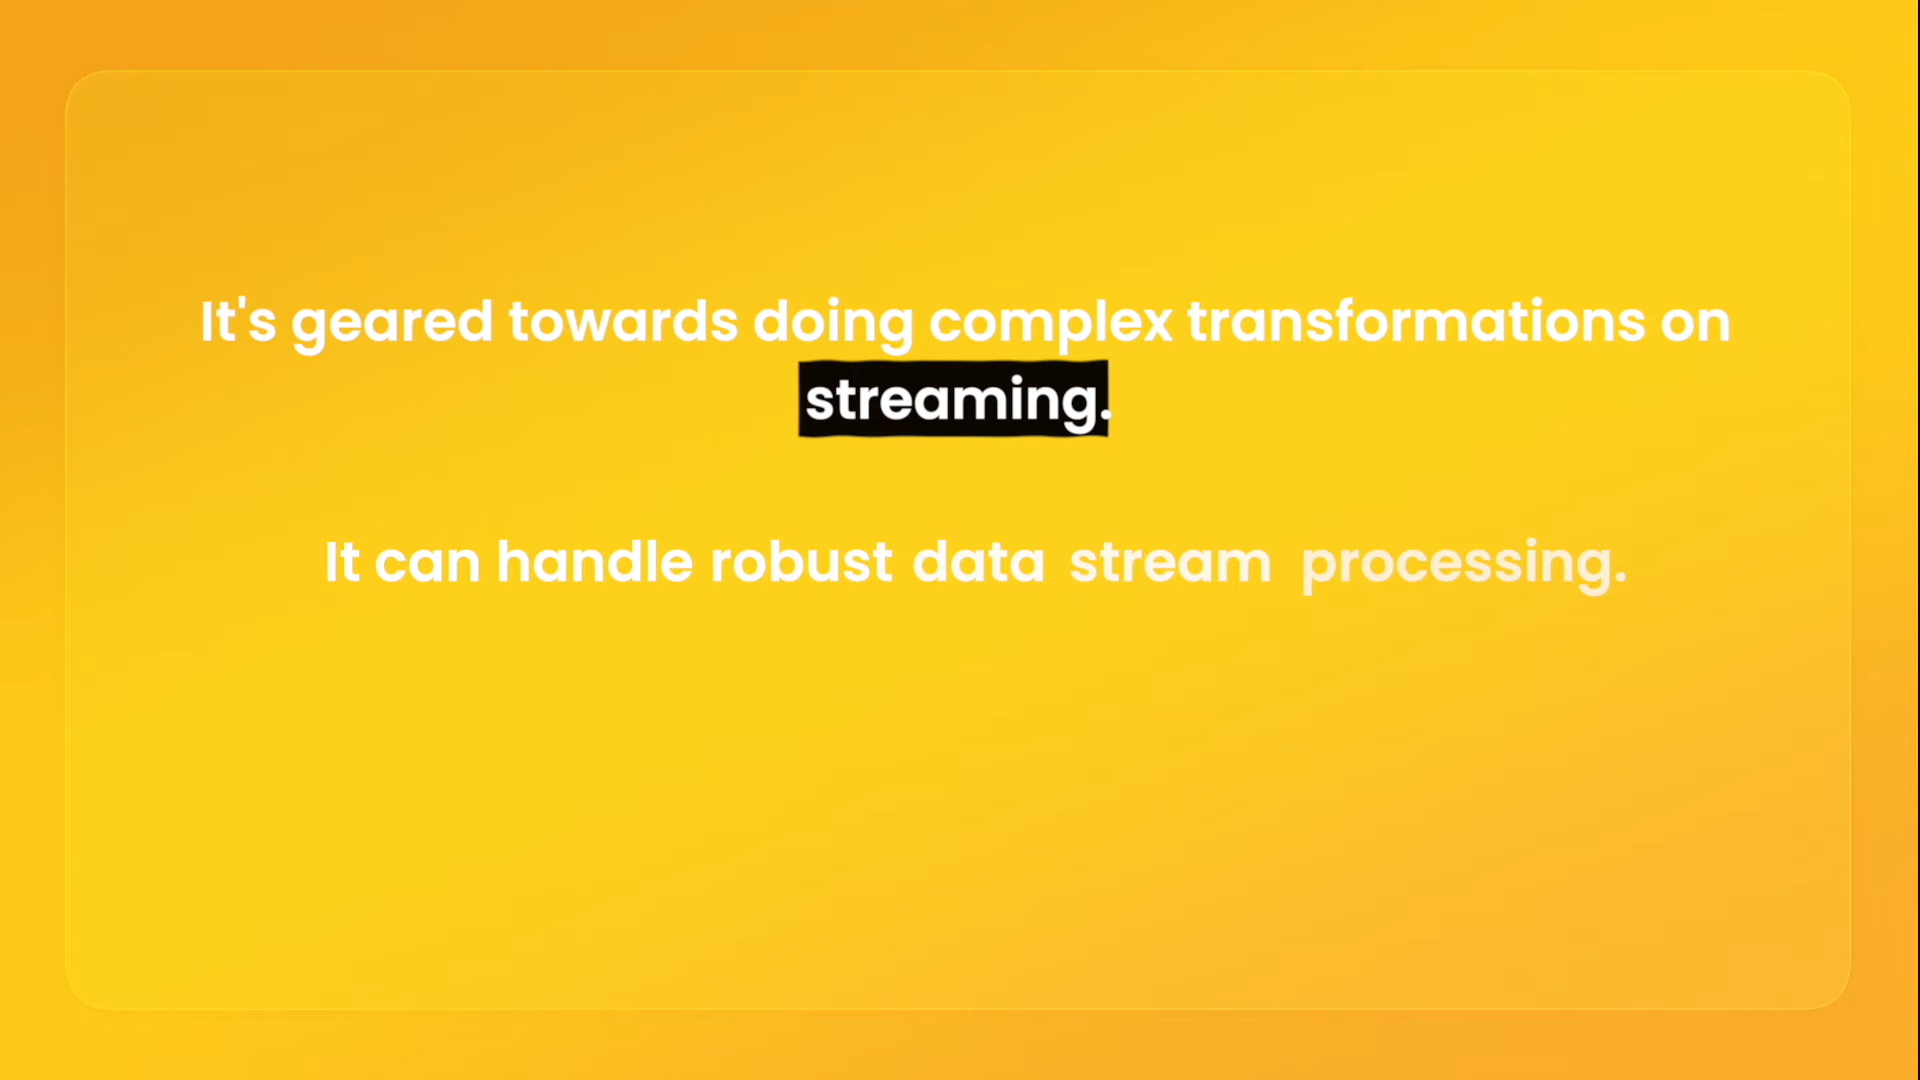 It's geared towards doing complex transformations on
streaming.
It can handle robust data stream processing.